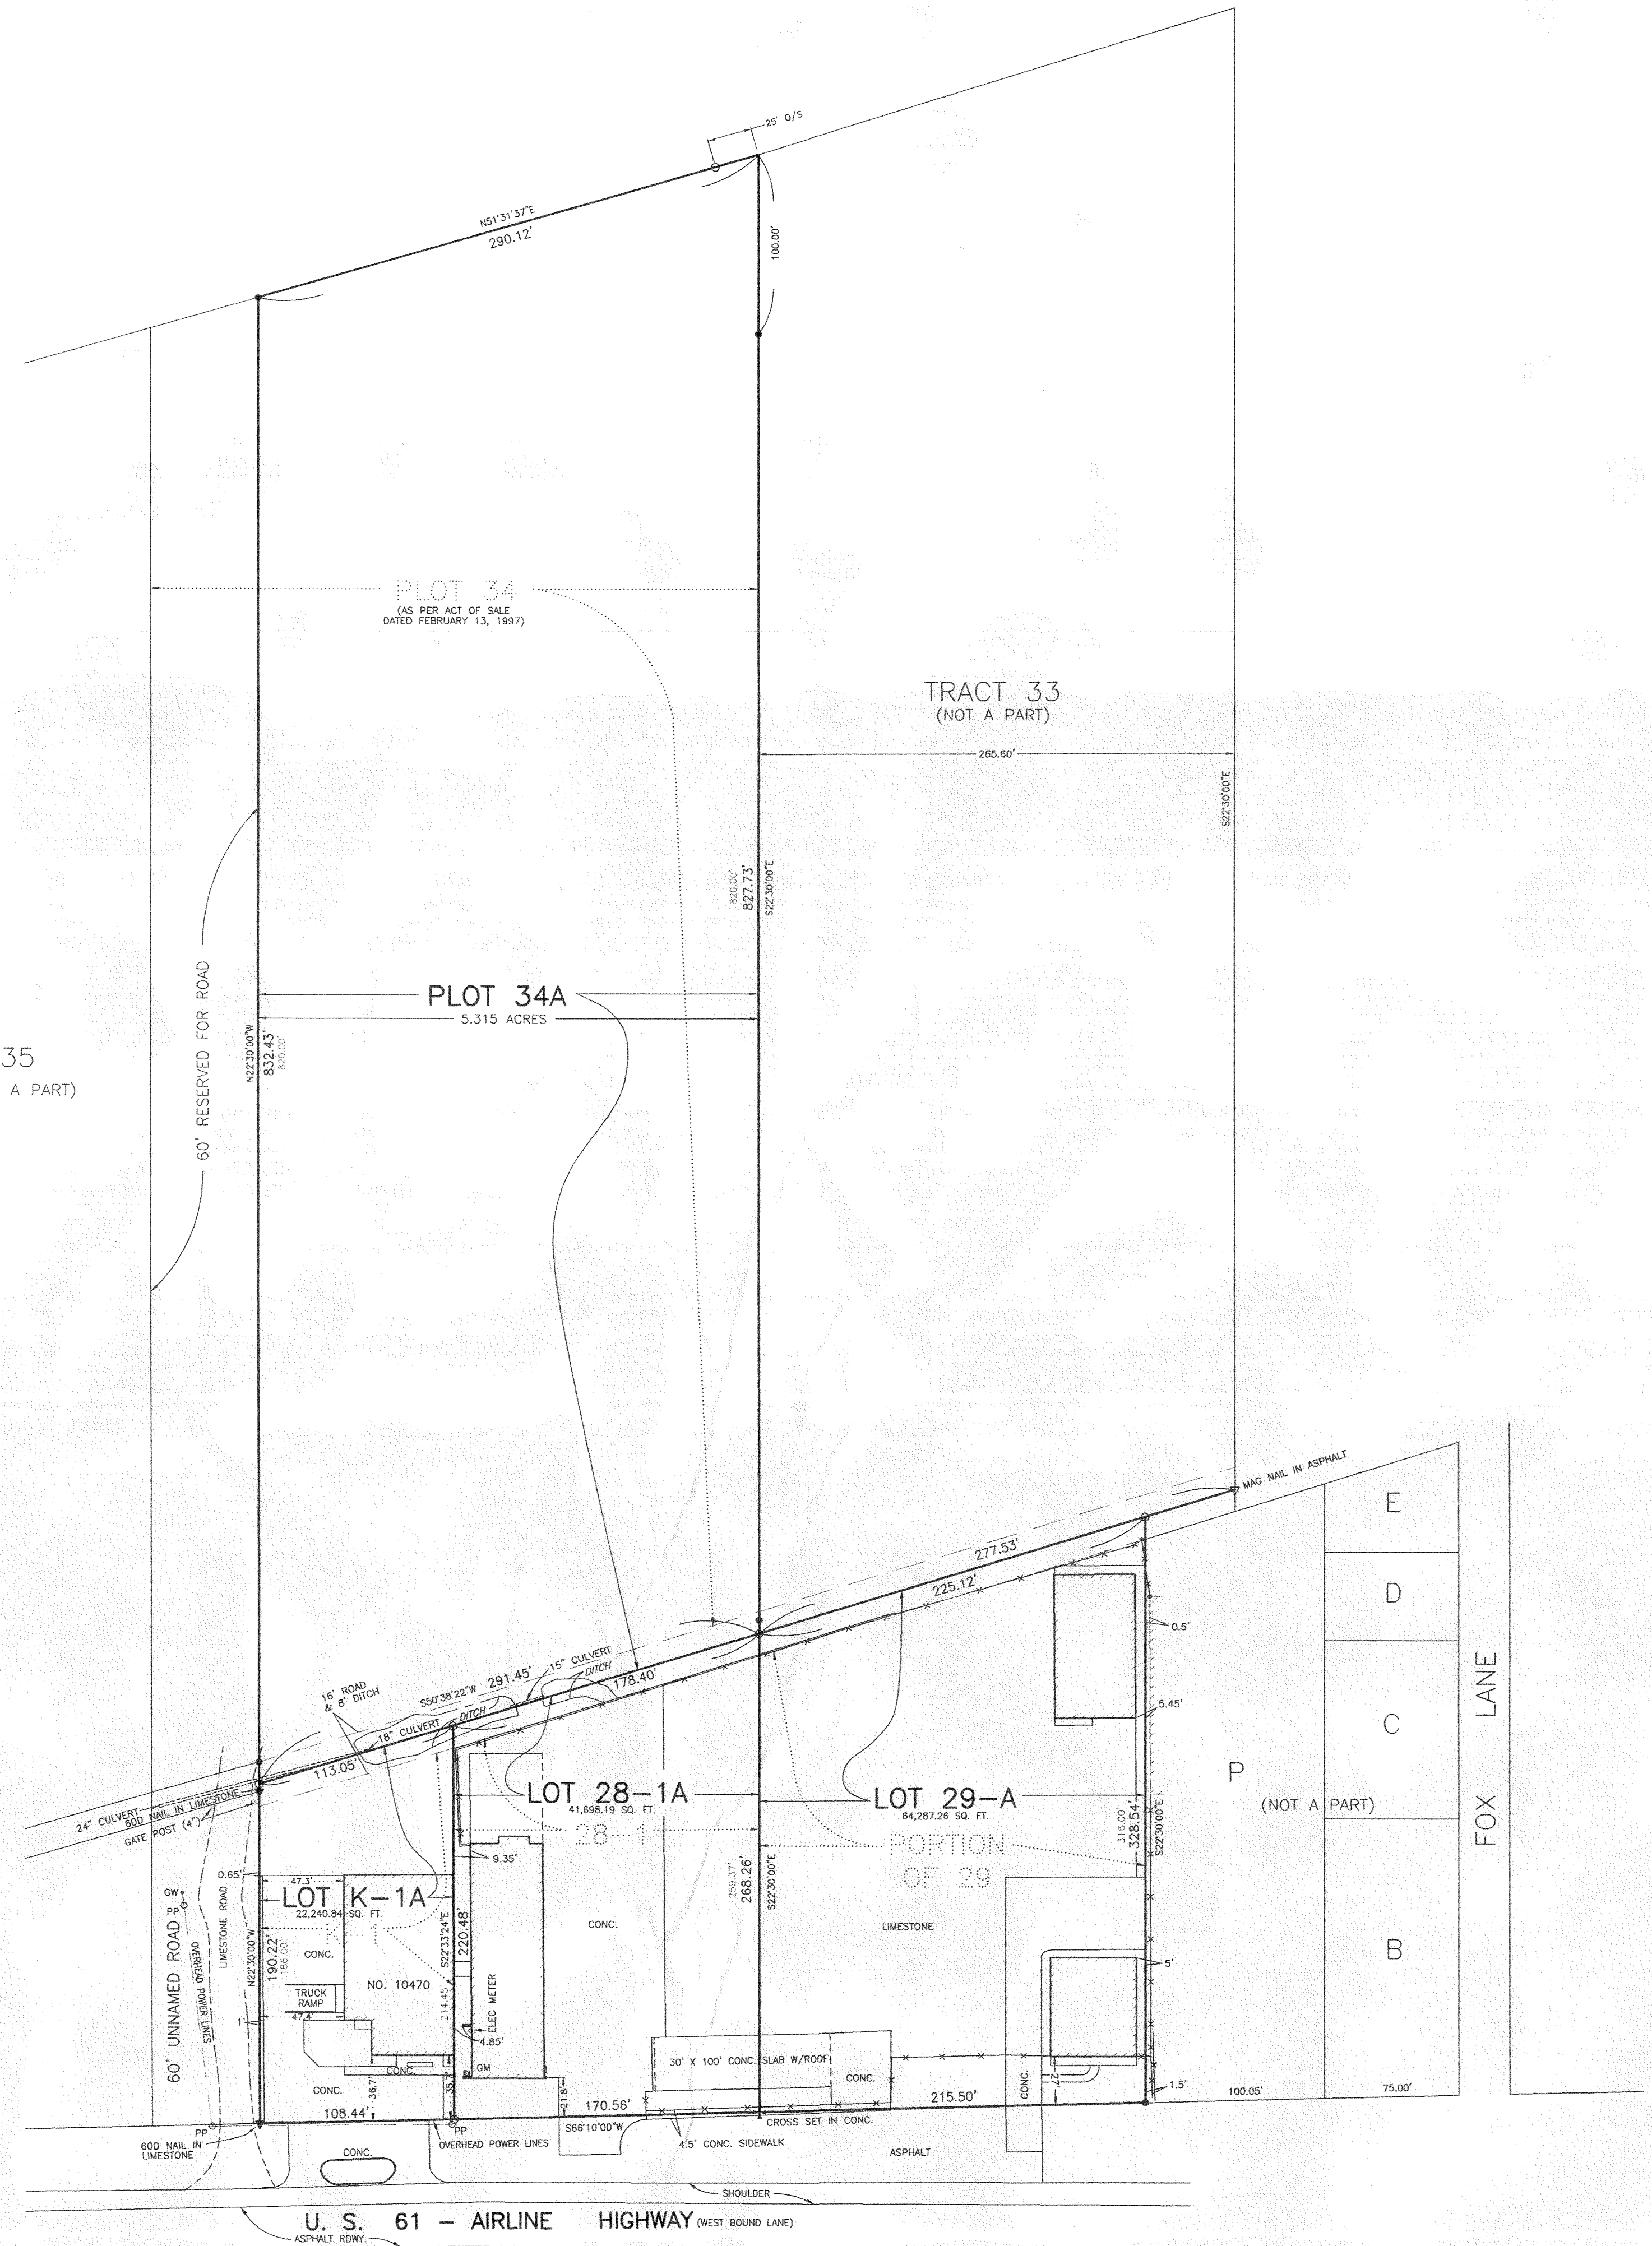 25' O/S
N51°31'37"E
290.12'
100.00'
PLOT 34
(AS PER ACT OF SALE
DATED FEBRUARY 13, 1997)
TRACT 33
(NOT A PART)
265.60'
S22°30'00"E
820.00'
827.73'
S22°30'00"E
PLOT 34A
5.315 ACRES
60' RESERVED FOR ROAD
N22°30'00"W
832.43'
820.00'
35
A PART)
MAG NAIL IN ASPHALT
E
277.53'
225.12'
D
0.5'
15" CULVERT
DITCH
291.45'
S50°38'22"W
178.40'
16' ROAD
& 8' DITCH
DITCH
18" CULVERT
5.45'
C
FOX LANE
113.05'
P
(NOT A PART)
LOT 28-1A
41,698.19 SQ. FT.
LOT 29-A
64,287.26 SQ. FT.
24" CULVERT
60D NAIL IN LIMESTONE
GATE POST (4")
28-1
PORTION
OF 29
316.00'
328.54'
S22°30'00"E
9.35'
0.65'
47.3'
LOT K-1A
22,240.84 SQ. FT.
K-1
259.37'
268.26'
S22°30'00"E
GW
PP
LIMESTONE ROAD
OVERHEAD POWER LINES
60' UNNAMED ROAD
N22°30'00"W
190.22'
186.00'
CONC.
S22°33'24"E
220.48'
214.45'
CONC.
LIMESTONE
B
NO. 10470
TRUCK
RAMP
47.4'
1'
ELEC METER
4.85'
5'
GM
30' X 100' CONC. SLAB W/ROOF
CONC.
CONC.
CONC.
CONC.
36.7'
21.8'
27'
1.5'
108.44'
170.56'
215.50'
100.05'
75.00'
S66°10'00"W
CROSS SET IN CONC.
PP
PP
60D NAIL IN
LIMESTONE
OVERHEAD POWER LINES
4.5' CONC. SIDEWALK
CONC.
ASPHALT
SHOULDER
U. S. 61 - AIRLINE HIGHWAY (WEST BOUND LANE)
ASPHALT RDWY.